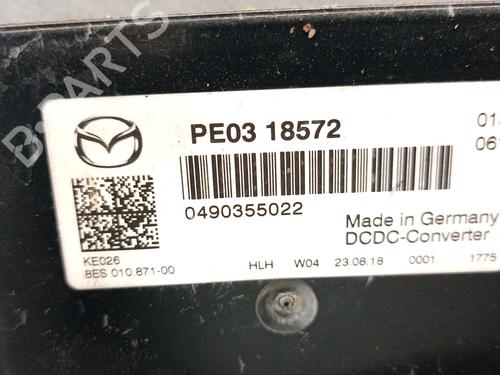 B-PARTS
PE03 18572
0490355022
Made in Germany
DCDC-Converter
KE026
8ES 010.871-00
HLH W04 23.08.18 0001 1775